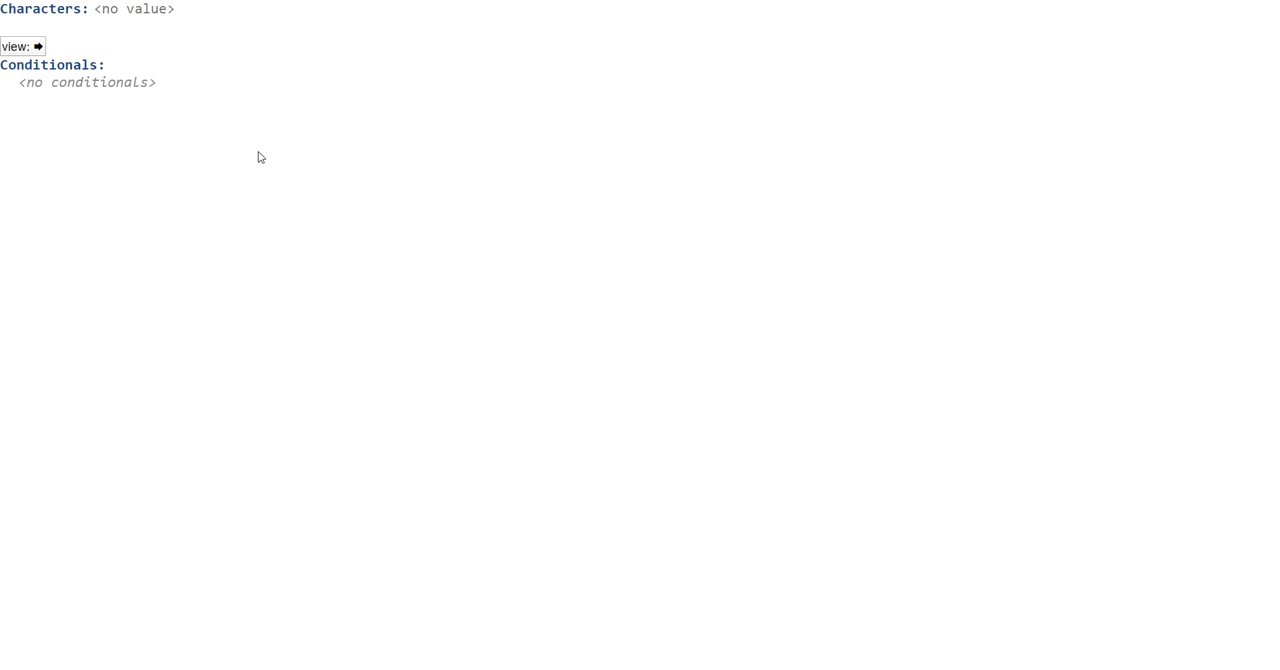 Characters: <no value>
view: ➡
Conditionals:
<no conditionals>